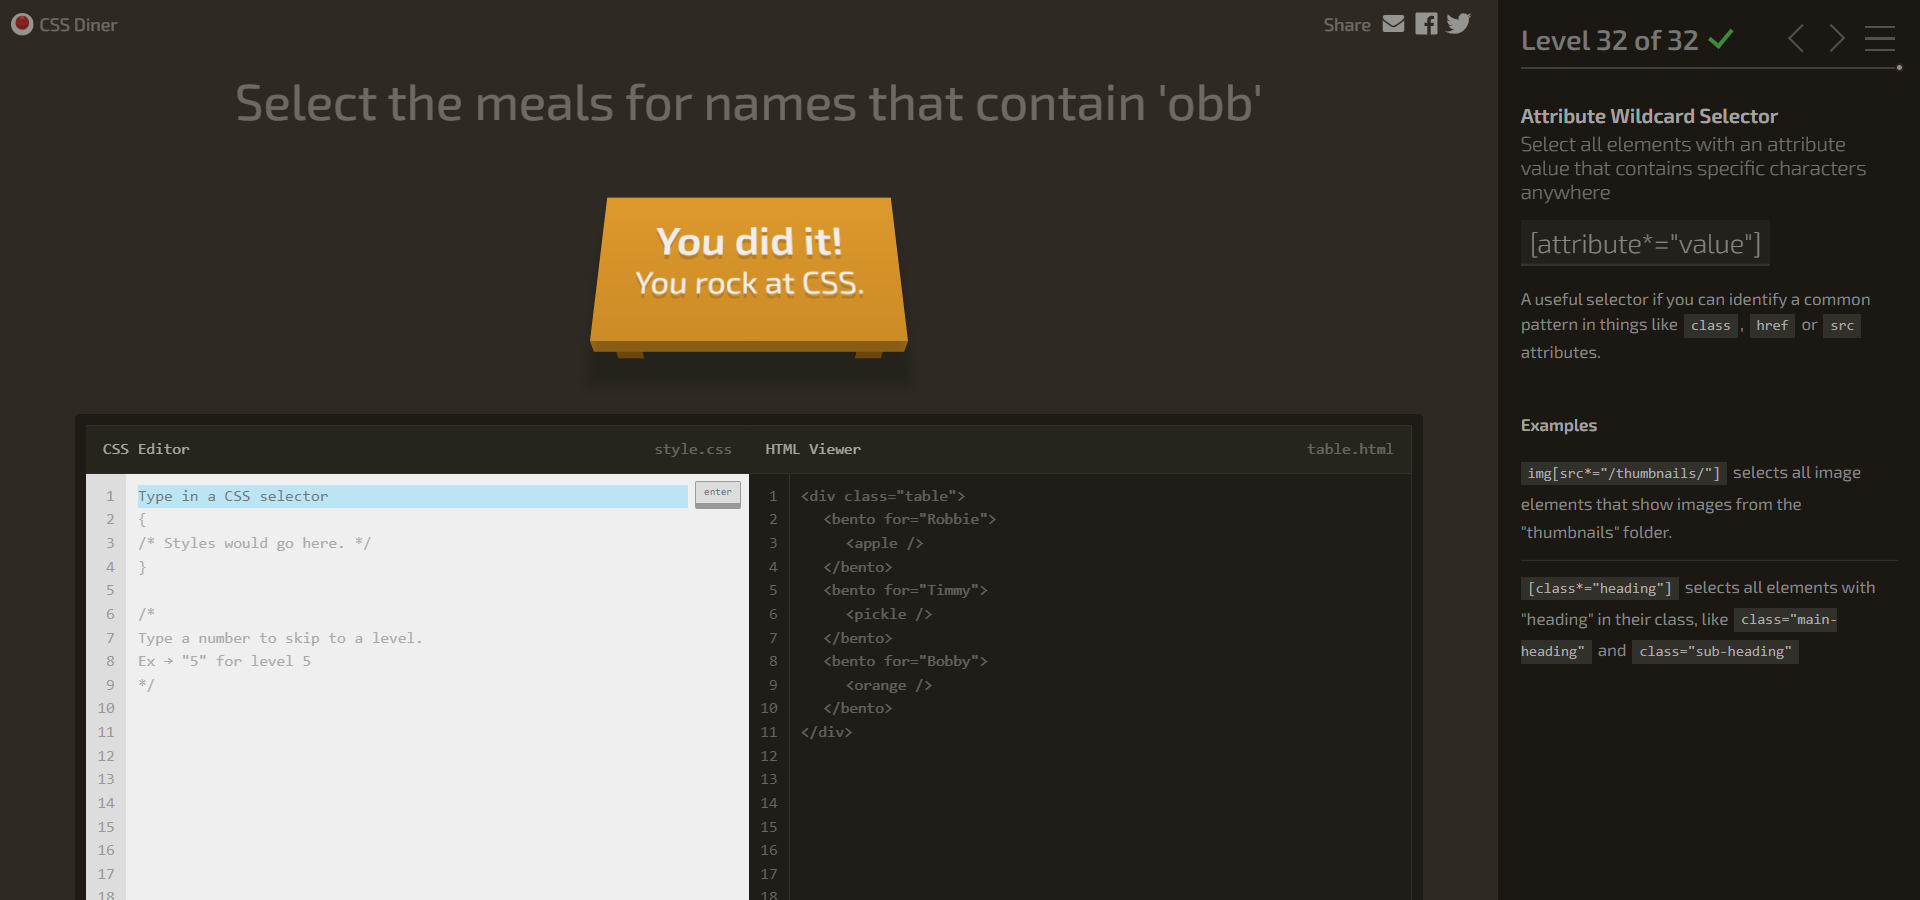 CSS Diner
Share
Select the meals for names that contain 'obb'
You did it!
You rock at CSS.
CSS Editor
style.css
1 Type in a CSS selector
enter
2 {
3 /* Styles would go here. */
4 }
5
6 /*
7 Type a number to skip to a level.
8 Ex → "5" for level 5
9 */
10
11
12
13
14
15
16
17
18
HTML Viewer
table.html
1 <div class="table">
2 <bento for="Robbie">
3 <apple />
4 </bento>
5 <bento for="Timmy">
6 <pickle />
7 </bento>
8 <bento for="Bobby">
9 <orange />
10 </bento>
11 </div>
12
13
14
15
16
17
18
Level 32 of 32
Attribute Wildcard Selector
Select all elements with an attribute
value that contains specific characters
anywhere
[attribute*="value"]
A useful selector if you can identify a common
pattern in things like class , href or src
attributes.
Examples
img[src*="/thumbnails/"] selects all image
elements that show images from the
"thumbnails" folder.
[class*="heading"] selects all elements with
"heading" in their class, like class="main-
heading" and class="sub-heading"